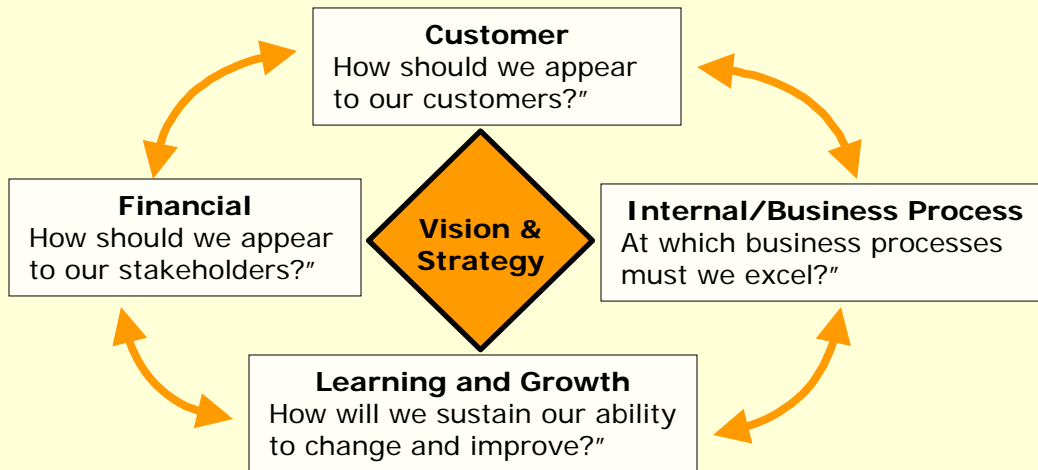 Customer
How should we appear
to our customers?”
Financial
How should we appear
to our stakeholders?”
Vision &
Strategy
Internal/Business Process
At which business processes
must we excel?”
Learning and Growth
How will we sustain our ability
to change and improve?”